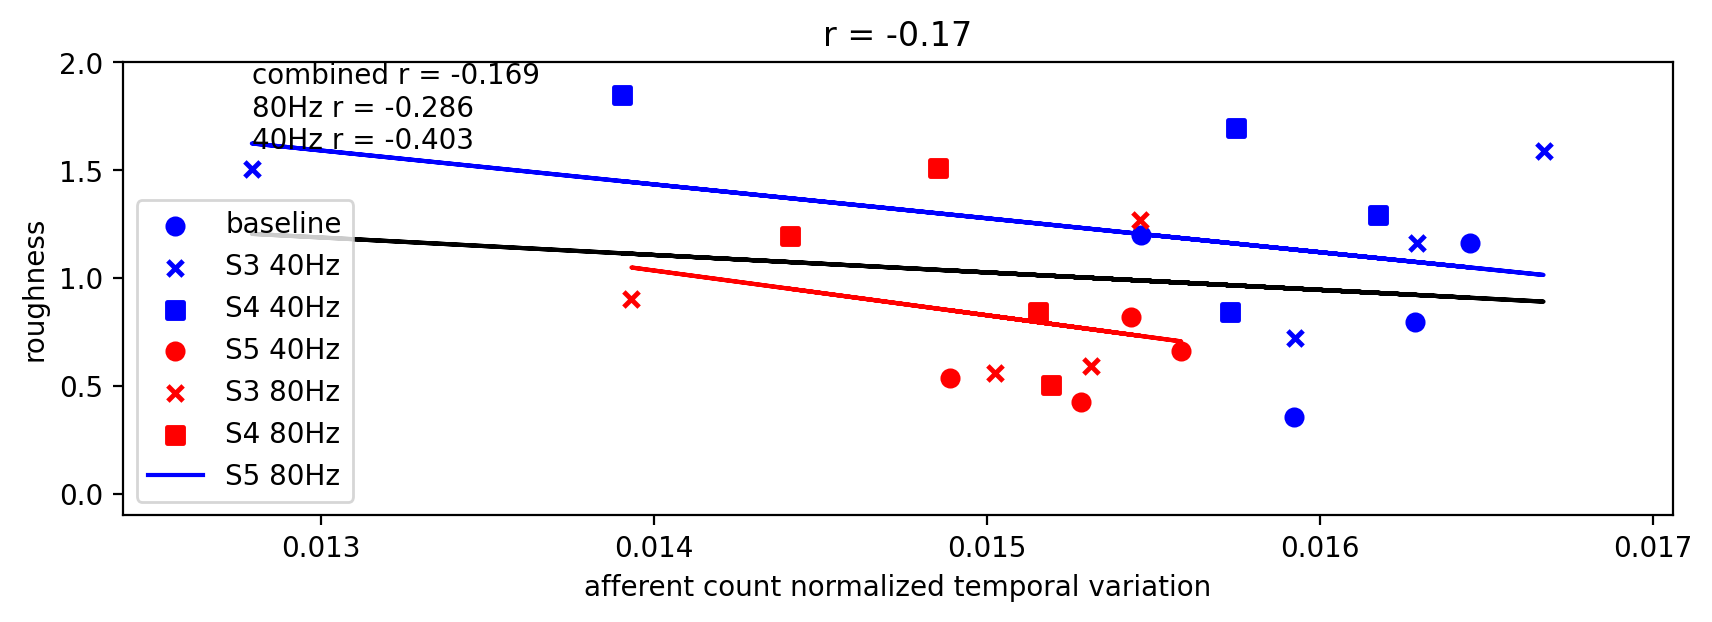 r = -0.17
combined r = -0.169
80Hz r = -0.286
40Hz r = -0.403
2.0
1.5
1.0
0.5
0.0
roughness
baseline
S3 40Hz
S4 40Hz
S5 40Hz
S3 80Hz
S4 80Hz
S5 80Hz
0.013 0.014 0.015 0.016 0.017
afferent count normalized temporal variation